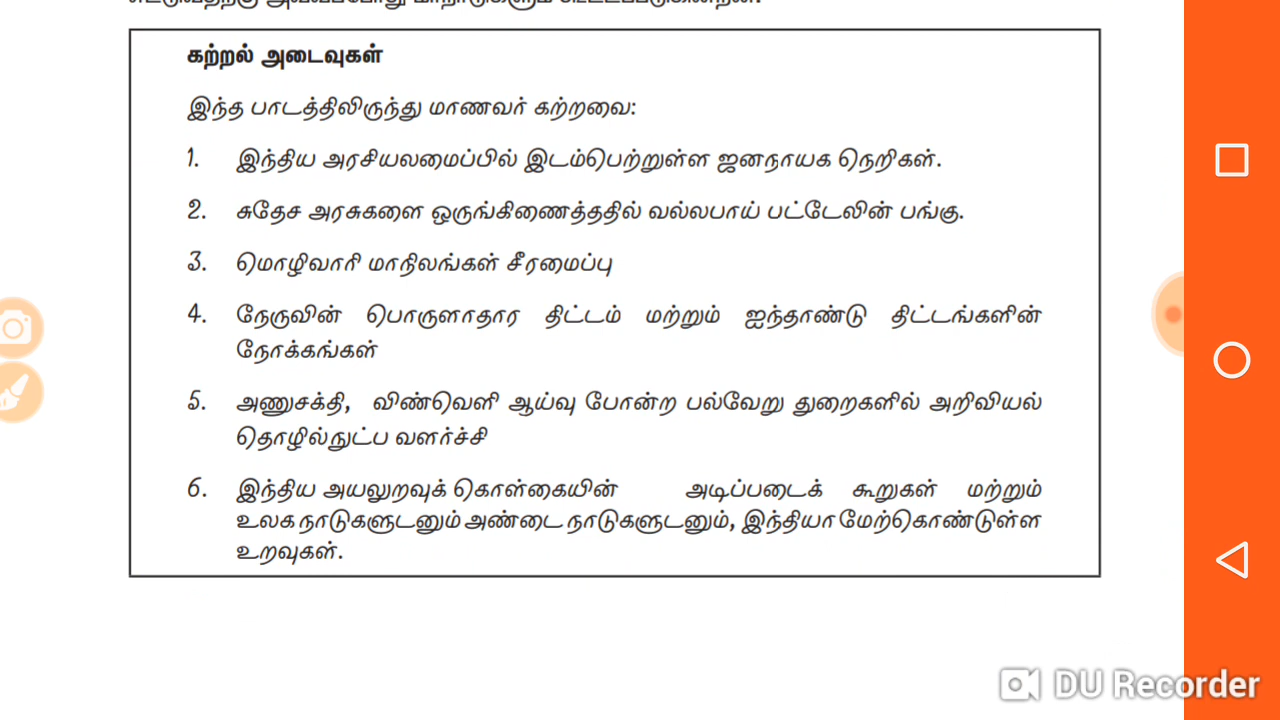 கற்றல் அடைவுகள்
இந்த பாடத்திலிருந்து மாணவர் கற்றவை:
1. இந்திய அரசியலமைப்பில் இடம்பெற்றுள்ள ஜனநாயக நெறிகள்.
2. சுதேச அரசுகளை ஒருங்கிணைத்ததில் வல்லபாய் பட்டேலின் பங்கு.
3. மொழிவாரி மாநிலங்கள் சீரமைப்பு
4. நேருவின் பொருளாதார திட்டம் மற்றும் ஐந்தாண்டு திட்டங்களின்
நோக்கங்கள்
5. அணுசக்தி, விண்வெளி ஆய்வு போன்ற பல்வேறு துறைகளில் அறிவியல்
தொழில்நுட்ப வளர்ச்சி
6. இந்திய அயலுறவுக் கொள்கையின் அடிப்படைக் கூறுகள் மற்றும்
உலகநாடுகளுடனும் அண்டை நாடுகளுடனும், இந்தியா மேற்கொண்டுள்ள
உறவுகள்.
DU Recorder